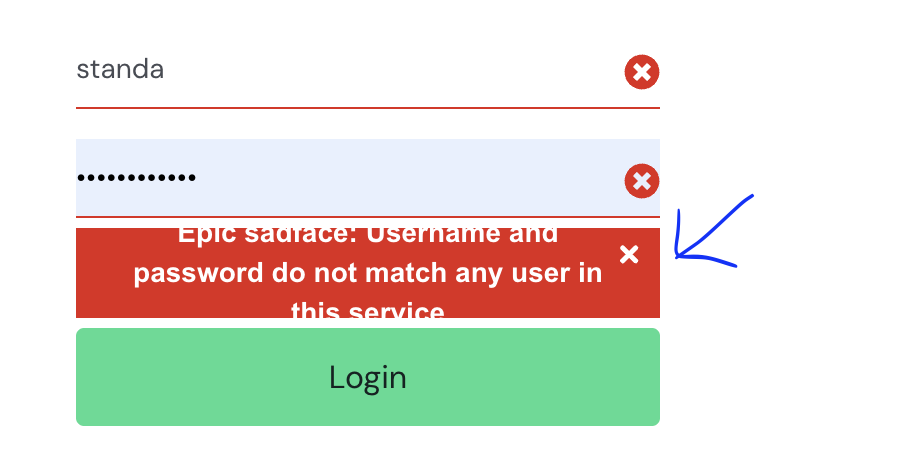 standa
••••••••••••
Epic sadface: Username and
password do not match any user in
this service
Login